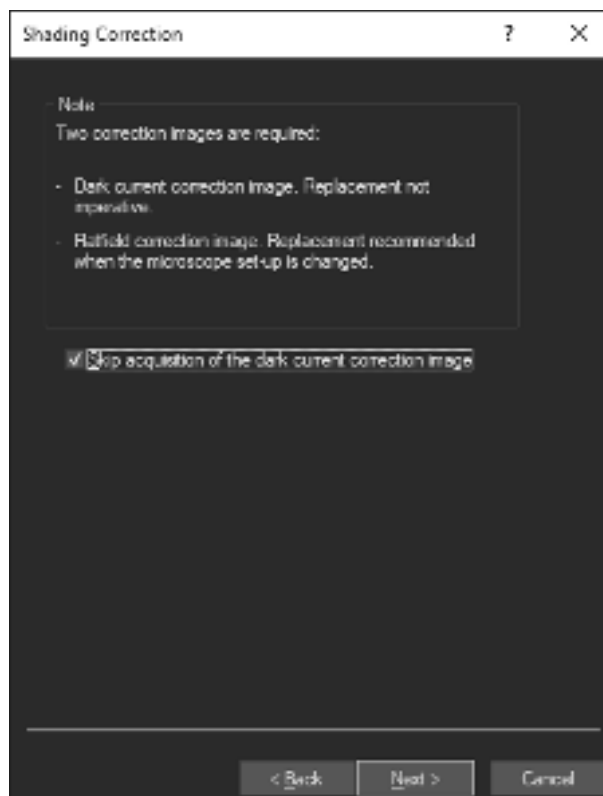 Shading Correction ? ×
Note
Two correction images are required:
- Dark current correction image. Replacement not
imperative.
- Flatfield correction image. Replacement recommended
when the microscope set-up is changed.
Skip acquisition of the dark current correction image
< Back Next > Cancel